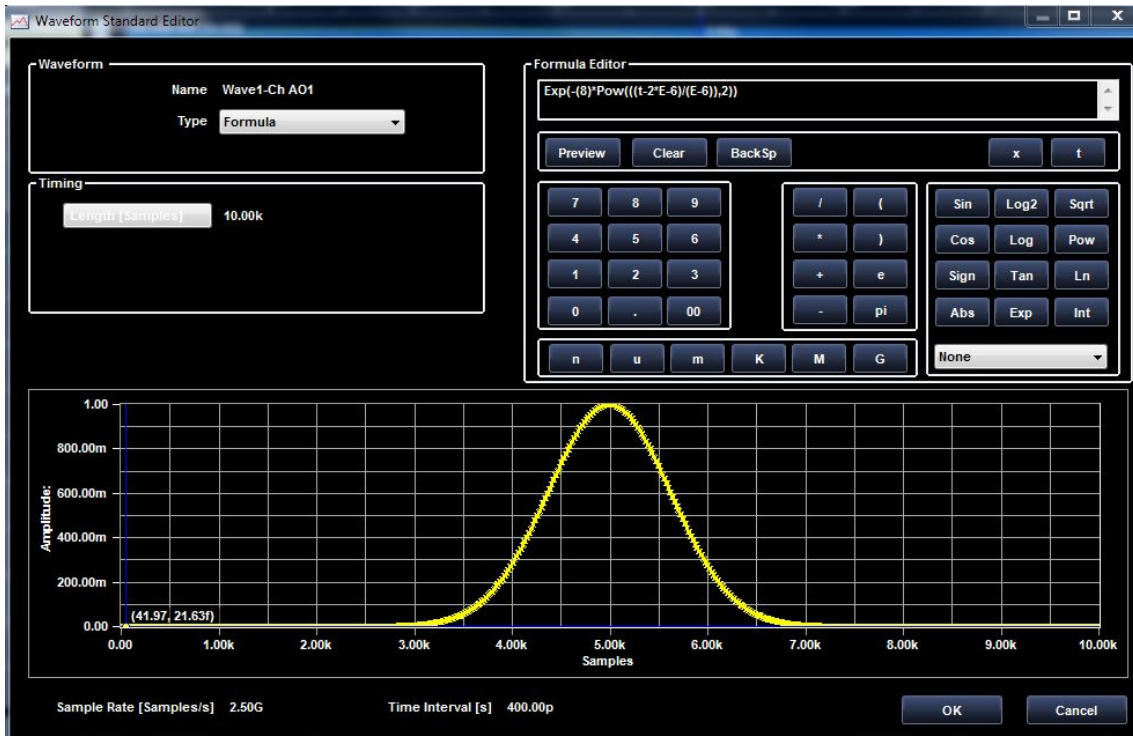 Waveform Standard Editor
Waveform
Name Wave1-Ch AO1
Type Formula
Timing
Length [Samples] 10.00k
Formula Editor
Exp(-(8)*Pow(((t-2*E-6)/(E-6)),2))
Preview Clear BackSp x t
7 8 9 / ( Sin Log2 Sqrt
4 5 6 * ) Cos Log Pow
1 2 3 + e Sign Tan Ln
0 . 00 - pi Abs Exp Int
n u m K M G None
1.00
800.00m
600.00m
400.00m
200.00m
0.00
Amplitude:
(41.97, 21.63f)
0.00 1.00k 2.00k 3.00k 4.00k 5.00k 6.00k 7.00k 8.00k 9.00k 10.00k
Samples
Sample Rate [Samples/s] 2.50G Time Interval [s] 400.00p OK Cancel